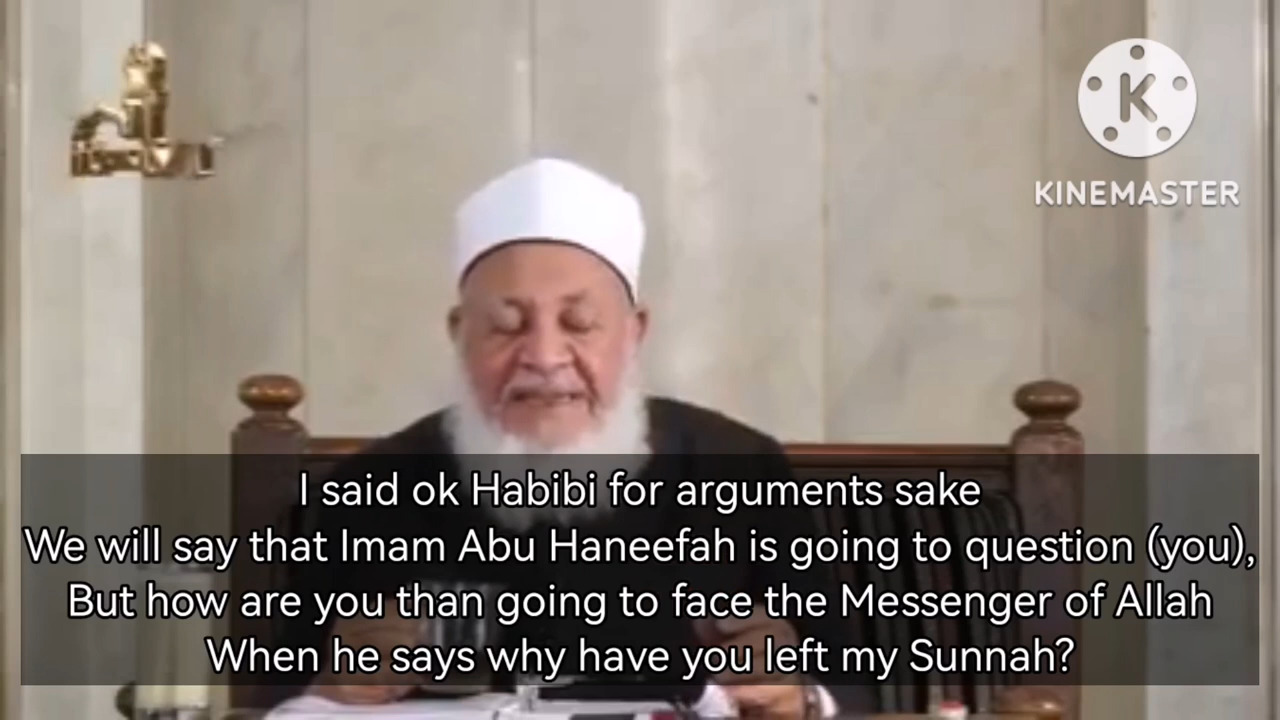 K
KINEMASTER
I said ok Habibi for arguments sake
We will say that Imam Abu Haneefah is going to question (you),
But how are you than going to face the Messenger of Allah
When he says why have you left my Sunnah?